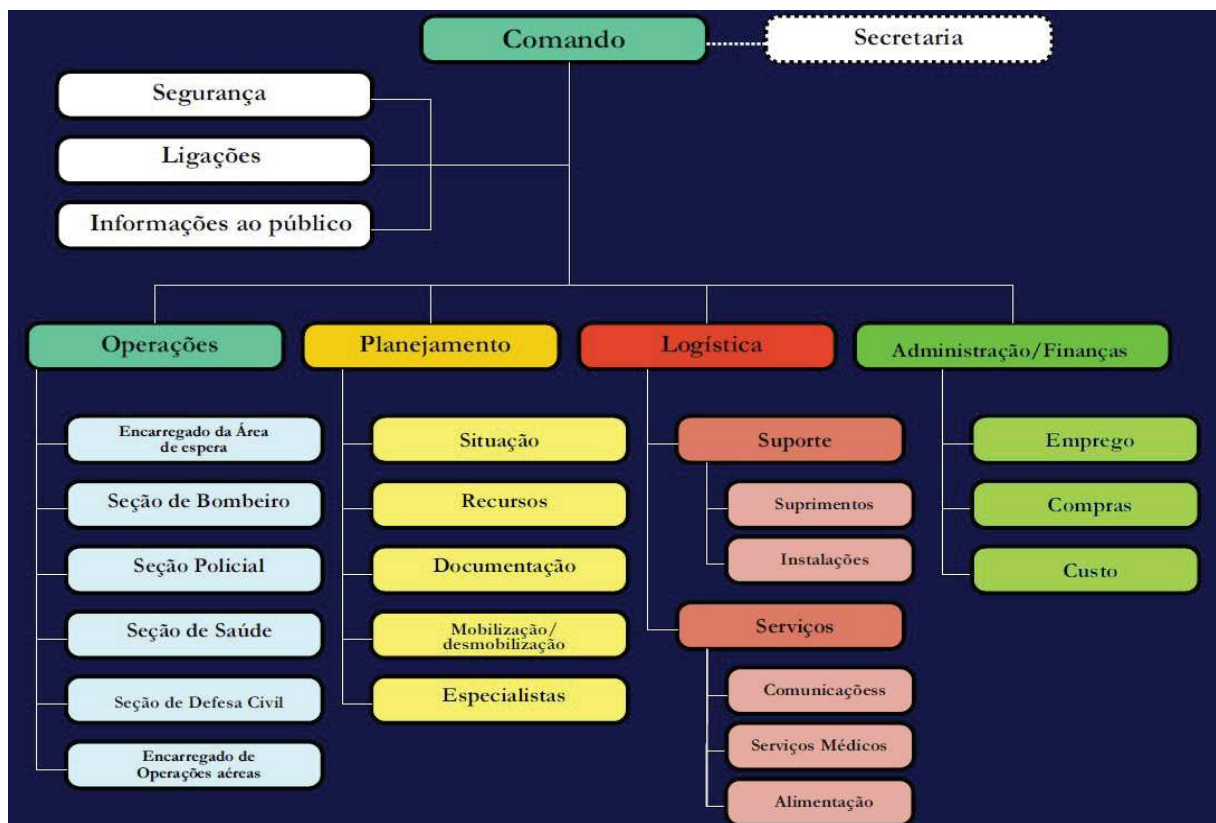 Comando
Secretaria
Segurança
Ligações
Informações ao público
Operações
Planejamento
Logística
Administração/Finanças
Encarregado da Área
de espera
Seção de Bombeiro
Seção Policial
Seção de Saúde
Seção de Defesa Civil
Encarregado de
Operações aéreas
Situação
Recursos
Documentação
Mobilização/
desmobilização
Especialistas
Suporte
Suprimentos
Instalações
Serviços
Comunicaçõess
Serviços Médicos
Alimentação
Emprego
Compras
Custo